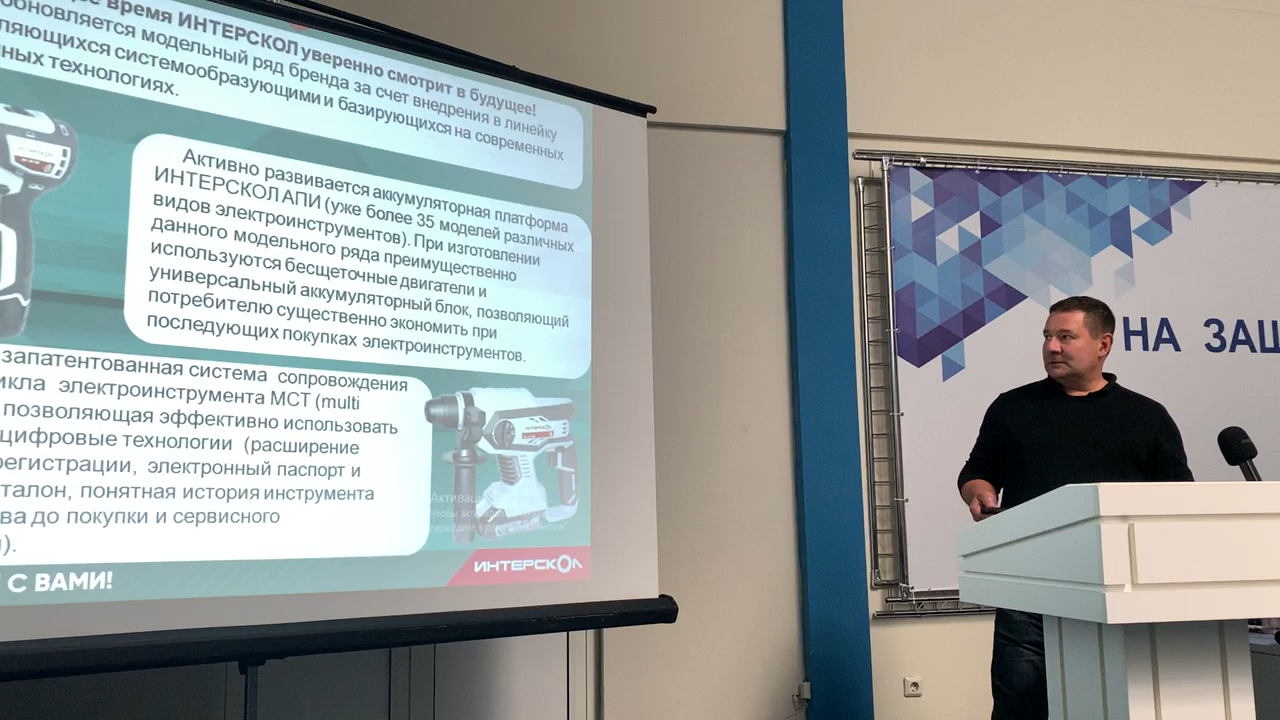 время ИНТЕРСКОЛ уверенно смотрит в будущее!
обновляется модельный ряд бренда за счет внедрения в линейку
ляющихся системообразующими и базирующихся на современных
ных технологиях.
Активно развивается аккумуляторная платформа
ИНТЕРСКОЛ АПИ (уже более 35 моделей различных
видов электроинструментов). При изготовлении
данного модельного ряда преимущественно
используются бесщеточные двигатели и
универсальный аккумуляторный блок, позволяющий
потребителю существенно экономить при
последующих покупках электроинструментов.
запатентованная система сопровождения
икла электроинструмента МСТ (multi
позволяющая эффективно использовать
цифровые технологии (расширение
регистрации, электронный паспорт и
талон, понятная история инструмента
ва до покупки и сервисного
).
С ВАМИ!
ИНТЕРСКОЛ
НА ЗАЩ